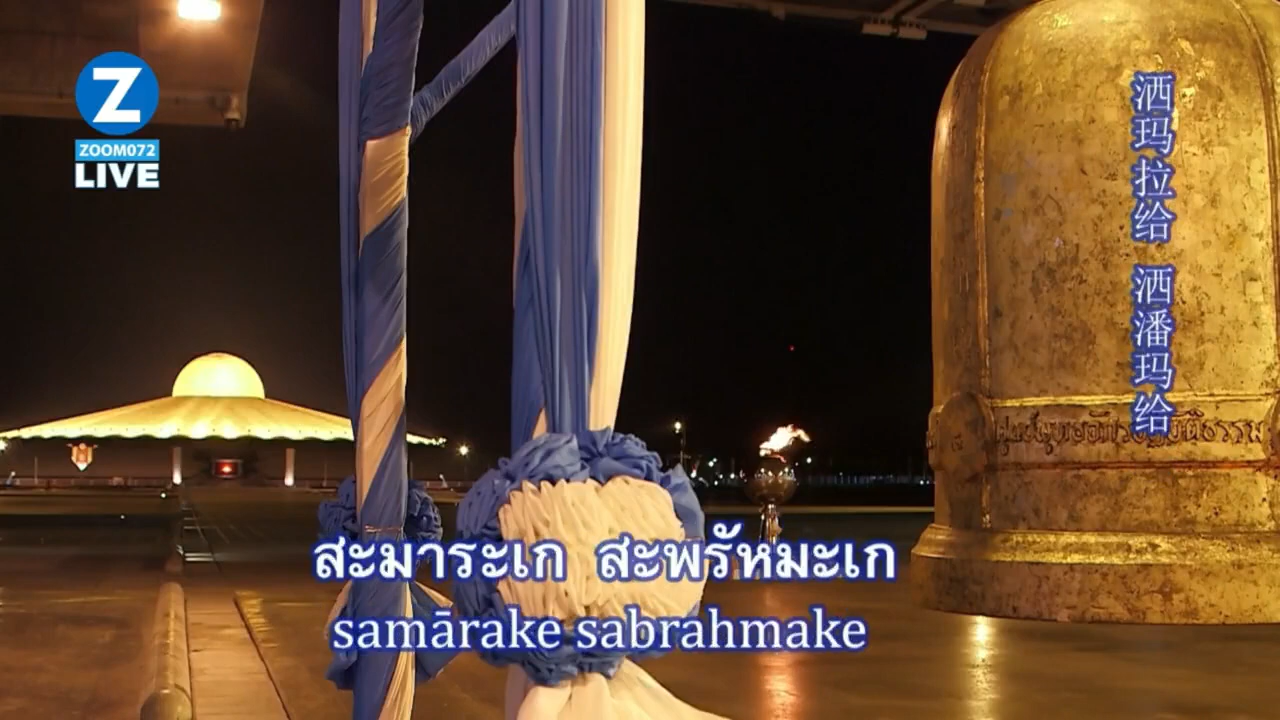 Z
ZOOM072
LIVE
洒玛拉给 洒潘玛给
สะมาระเก สะพรัหมะเก
samārake sabrahmake